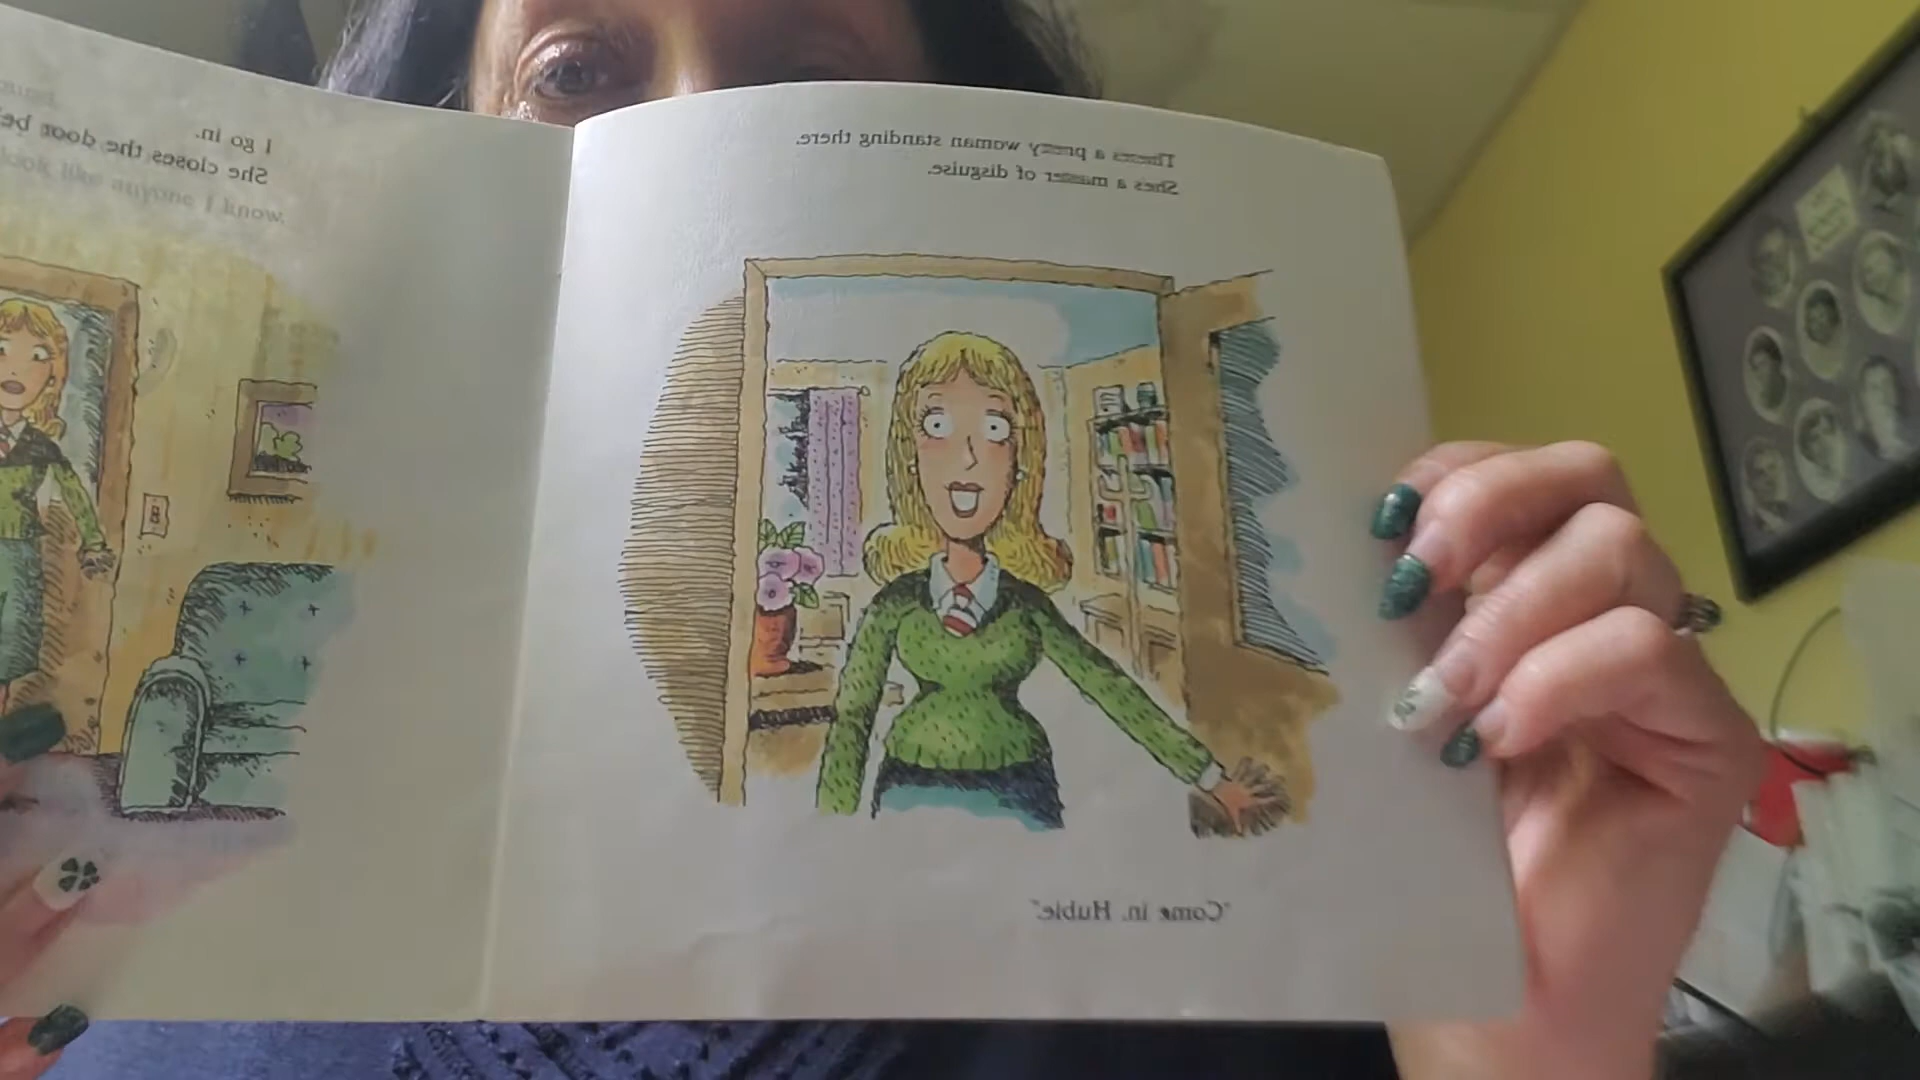 There's a pretty woman standing there.
She's a master of disguise.
"Come in, Hubie."
I go in.
She closes the door
look like anyone I know.